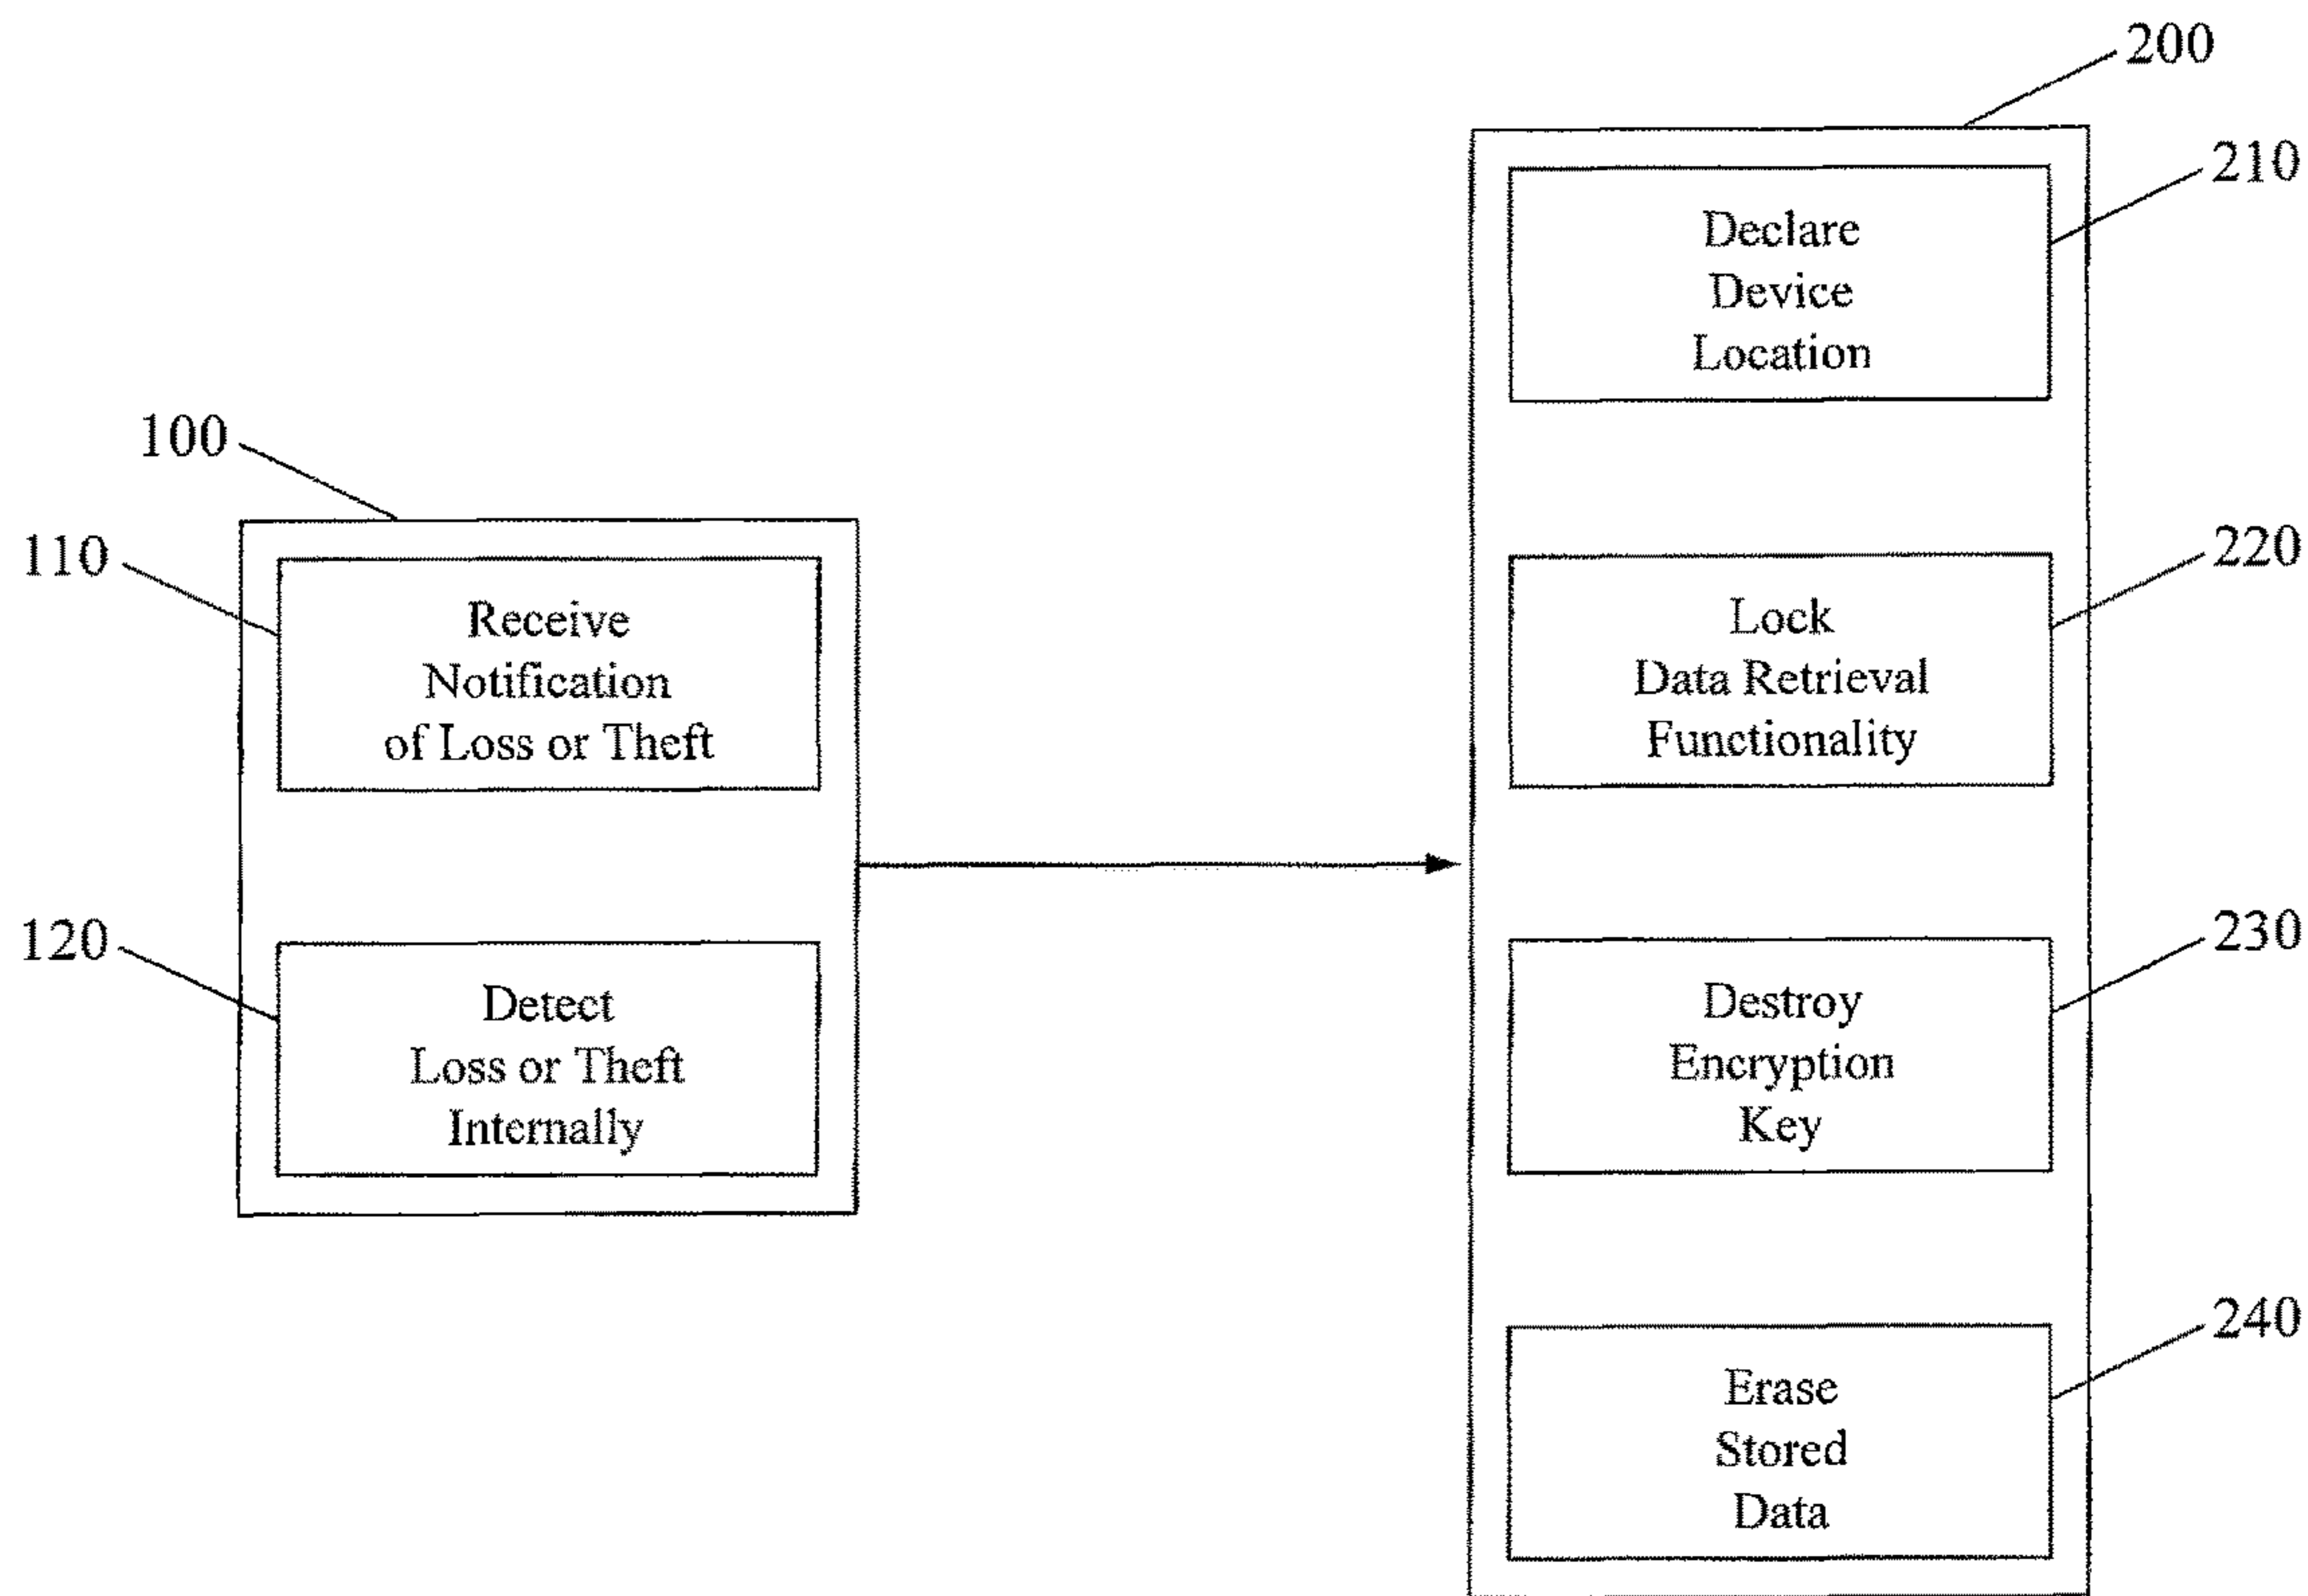 100
110
Receive
Notification
of Loss or Theft
120
Detect
Loss or Theft
Internally
200
210
Declare
Device
Location
220
Lock
Data Retrieval
Functionality
230
Destroy
Encryption
Key
240
Erase
Stored
Data